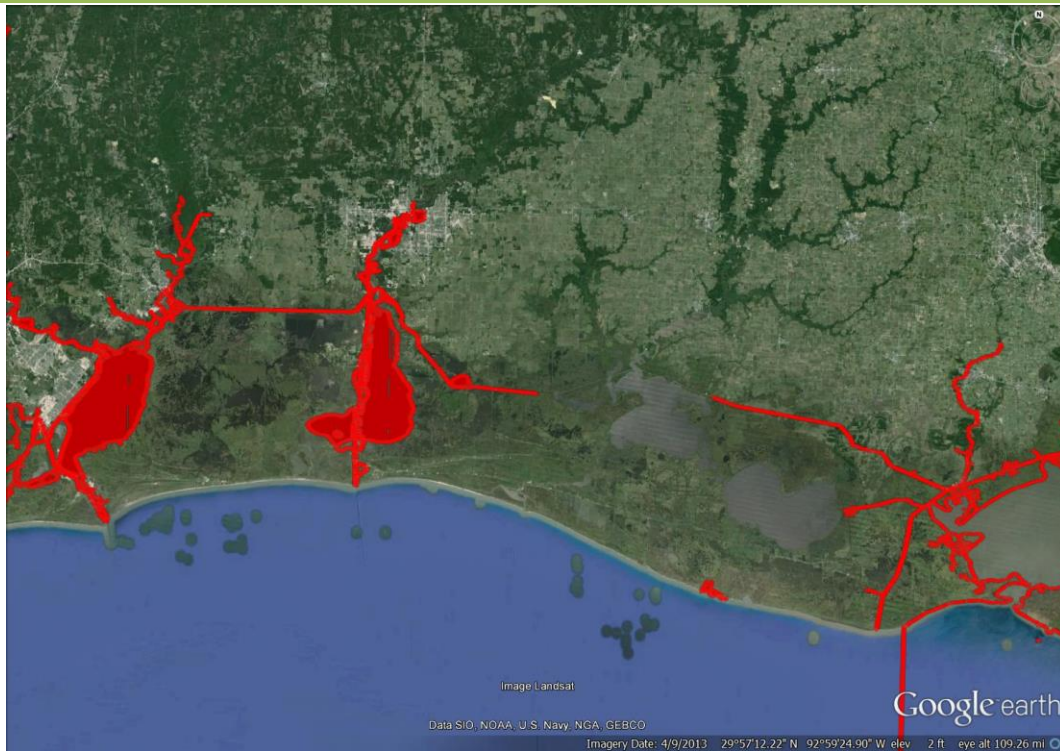 N
Image Landsat
Data SIO, NOAA, U.S. Navy, NGA, GEBCO
Google earth
Imagery Date: 4/9/2013 29°57'12.22" N 92°59'24.90" W elev 2 ft eye alt 109.26 mi